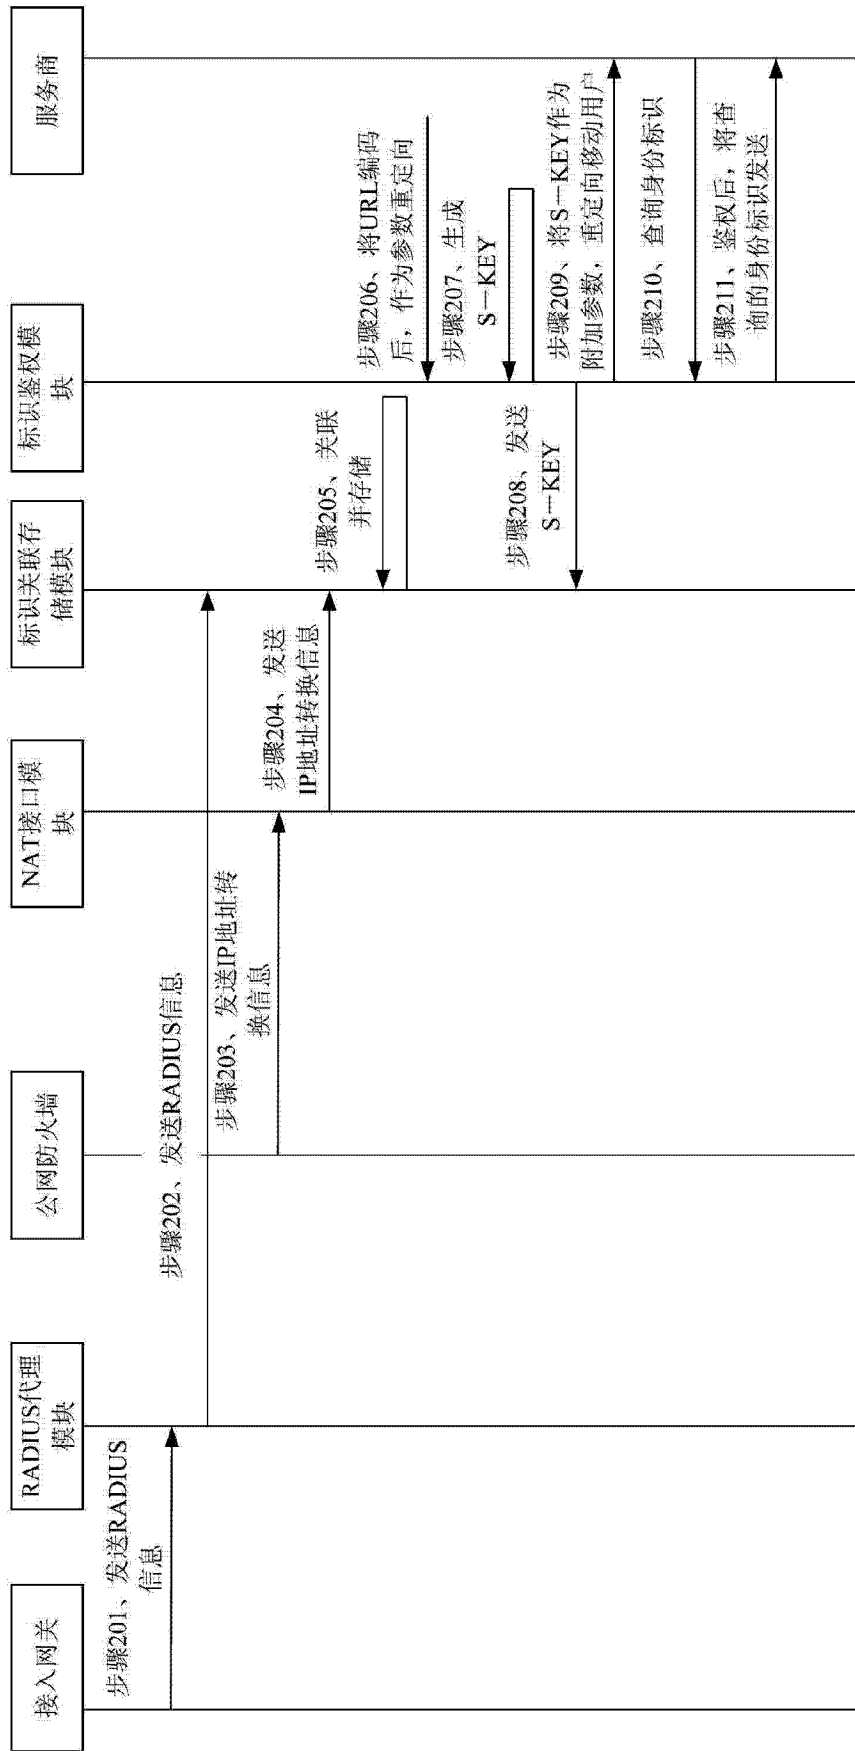 接入网关
RADIUS代理
模块
公网防火墙
NAT接口模
块
标识关联存
储模块
标识鉴权模
块
服务商
步骤201、发送RADIUS
信息
步骤202、发送RADIUS信息
步骤203、发送IP地址转
换信息
步骤204、发送
IP地址转换信息
步骤205、关联
并存储
步骤206、将URL编码
后，作为参数重定向
步骤207、生成
S－KEY
步骤208、发送
S－KEY
步骤209、将S－KEY作为
附加参数，重定向移动用户
步骤210、查询身份标识
步骤211、鉴权后，将查
询的身份标识发送